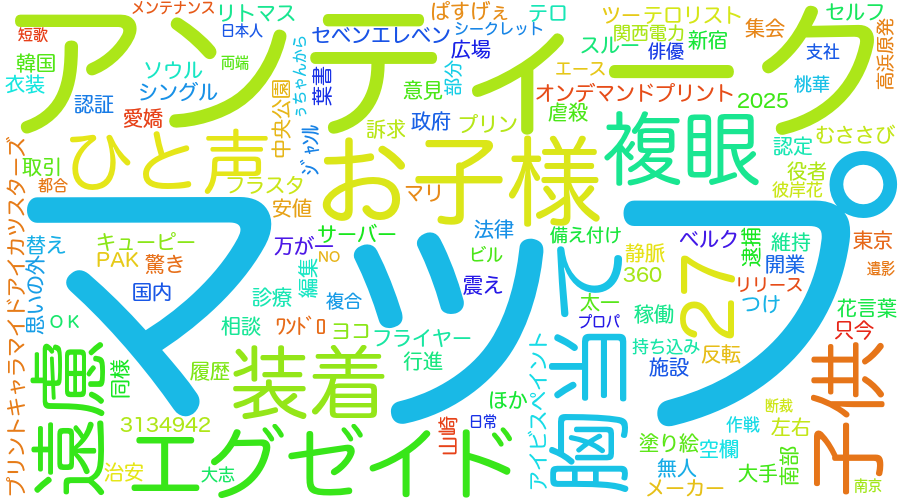 メンテナンス
リトマス
ぱすげぇ
テロ
ツーテロリスト
集会
セルフ
短歌
アンティーク
日本人
セブンエレベン
シークレット
広場
関西電力
新宿
韓国
衣装
ソウル
両端
うちゃんから
葉書
部分
スルー
俳優
支社
高浜原発
シングル
認証
エース
桃華
意見
オンデマンドプリント
2025
愛嬌
中央公園
訴求
政府
プリン
虐殺
複眼
むささび
取引
ひと声
ジャンル
お子様
認定
役者
都合
フラスタ
マリ
彼岸花
安値
マップ
替え
キューピー
万が一
サーバー
法律
備え付け
ベルク
逮捕
維持
東京
思いの外
PAK
驚き
NO
ビル
静脈
開業
遺影
国内
編集
震え
胸当て
360
27
リリース
診療
複合
太一
つけ
花言葉
OK
相談
ワンドロ
ヨコ
フライヤー
プロパ
稼働
只今
プリントキャラマイドアイカツスターズ
遠慮
同様
履歴
装着
行進
アイビスペイント
持ち込み
反転
施設
子供
3134942
エグゼイド
山崎
ほか
日常
塗り絵
作戦
断裁
左右
治安
大志
空欄
無人
大手
南部
メーカー
南京